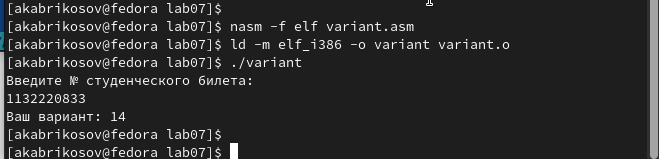 [akabrikosov@fedora lab07]$
[akabrikosov@fedora lab07]$ nasm -f elf variant.asm
[akabrikosov@fedora lab07]$ ld -m elf_i386 -o variant variant.o
[akabrikosov@fedora lab07]$ ./variant
Введите № студенческого билета:
1132220833
Ваш вариант: 14
[akabrikosov@fedora lab07]$
[akabrikosov@fedora lab07]$